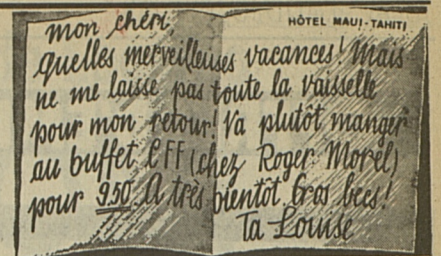 mon chéri,
HÔTEL MAUI-TAHITI
quelles merveilleuses vacances! Mais
ne me laisse pas toute la vaisselle
pour mon retour! Va plutôt manger
au buffet CFF (chez Roger Morel)
pour 9.50. A très bientôt. Gros becs!
Ta Louise